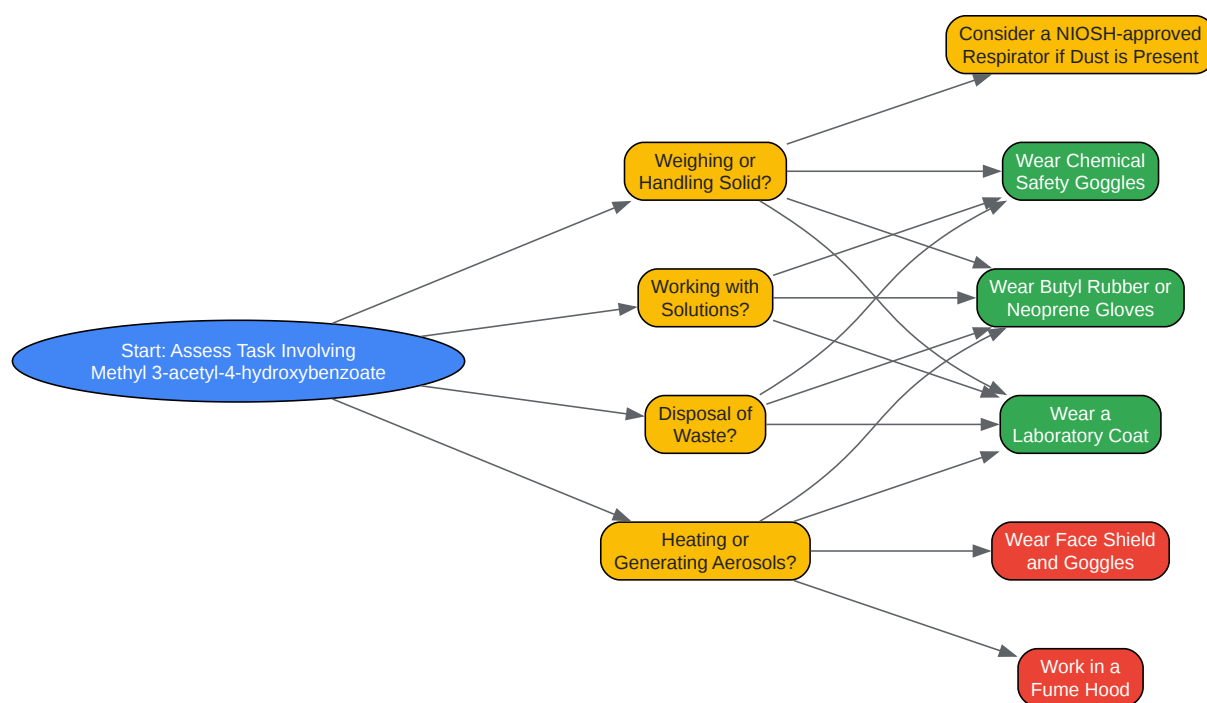 Start: Assess Task Involving
Methyl 3-acetyl-4-hydroxybenzoate
Weighing or
Handling Solid?
Working with
Solutions?
Disposal of
Waste?
Heating or
Generating Aerosols?
Consider a NIOSH-approved
Respirator if Dust is Present
Wear Chemical
Safety Goggles
Wear Butyl Rubber or
Neoprene Gloves
Wear a
Laboratory Coat
Wear Face Shield
and Goggles
Work in a
Fume Hood